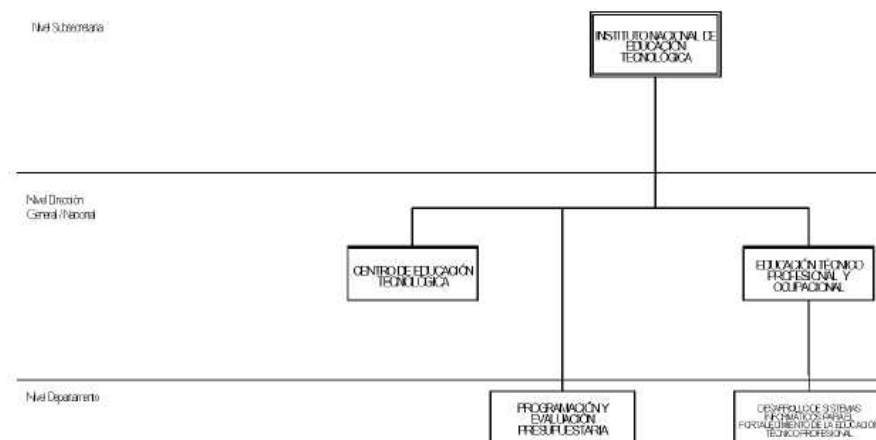 Nivel Subsecretaria
INSTITUTO NACIONAL DE
EDUCACIÓN
TECNOLÓGICA
Nivel Dirección
General / Nacional
CENTRO DE EDUCACIÓN
TECNOLÓGICA
EDUCACIÓN TÉCNICO
PROFESIONAL Y
OCUPACIONAL
Nivel Departamento
PROGRAMACIÓN Y
EVALUACIÓN
PRESUPUESTARIA
DESARROLLO DE SISTEMAS
INFORMÁTICOS PARA EL
FORTALECIMIENTO DE LA EDUCACIÓN
TÉCNICO PROFESIONAL